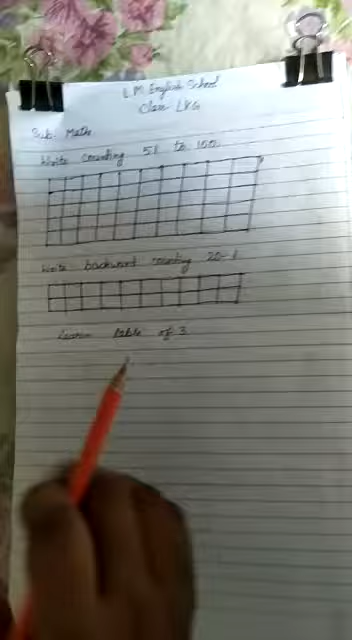 L M English School
Class LKG
Sub: Math
Write counting 51 to 100
Write backward counting 20-1
Learn table of 3